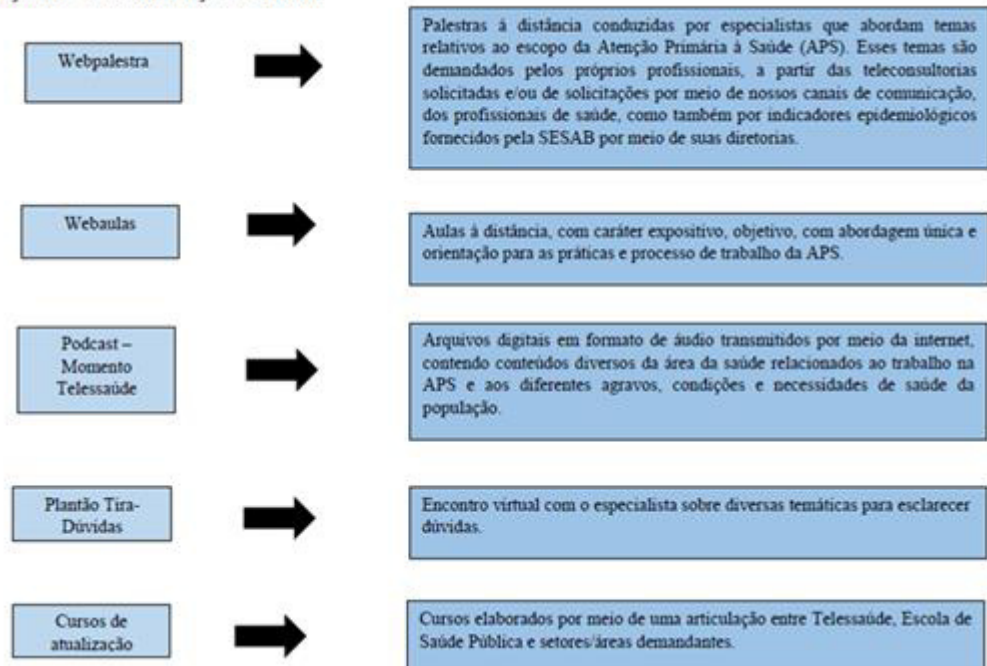 Webpalestra
Palestras á distância conduzidas por especialistas que abordam temas
relativos ao escopo da Atenção Primária à Saúde (APS). Esses temas são
demandados pelos próprios profissionais, a partir das teleconsultorias
solicitadas e/ou de solicitações por meio de nossos canais de comunicação,
dos profissionais de saúde, como também por indicadores epidemiológicos
fornecidos pela SESAB por meio de suas diretorias.
Webaulas
Aulas à distância, com caráter expositivo, objetivo, com abordagem única e
orientação para as práticas e processo de trabalho da APS.
Podcast –
Momento
Telessaúde
Arquivos digitais em formato de áudio transmitidos por meio da internet,
contendo conteúdos diversos da área da saúde relacionados ao trabalho na
APS e aos diferentes agravos, condições e necessidades de saúde da
população.
Plantão Tira-
Dúvidas
Encontro virtual com o especialista sobre diversas temáticas para esclarecer
dúvidas.
Cursos de
atualização
Cursos elaborados por meio de uma articulação entre Telessaúde, Escola de
Saúde Pública e setores/áreas demandantes.